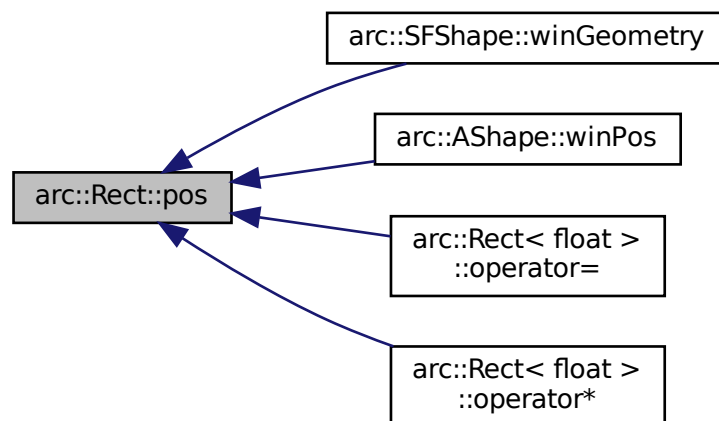 arc::SFShape::winGeometry
arc::AShape::winPos
arc::Rect::pos
arc::Rect< float >
::operator=
arc::Rect< float >
::operator*